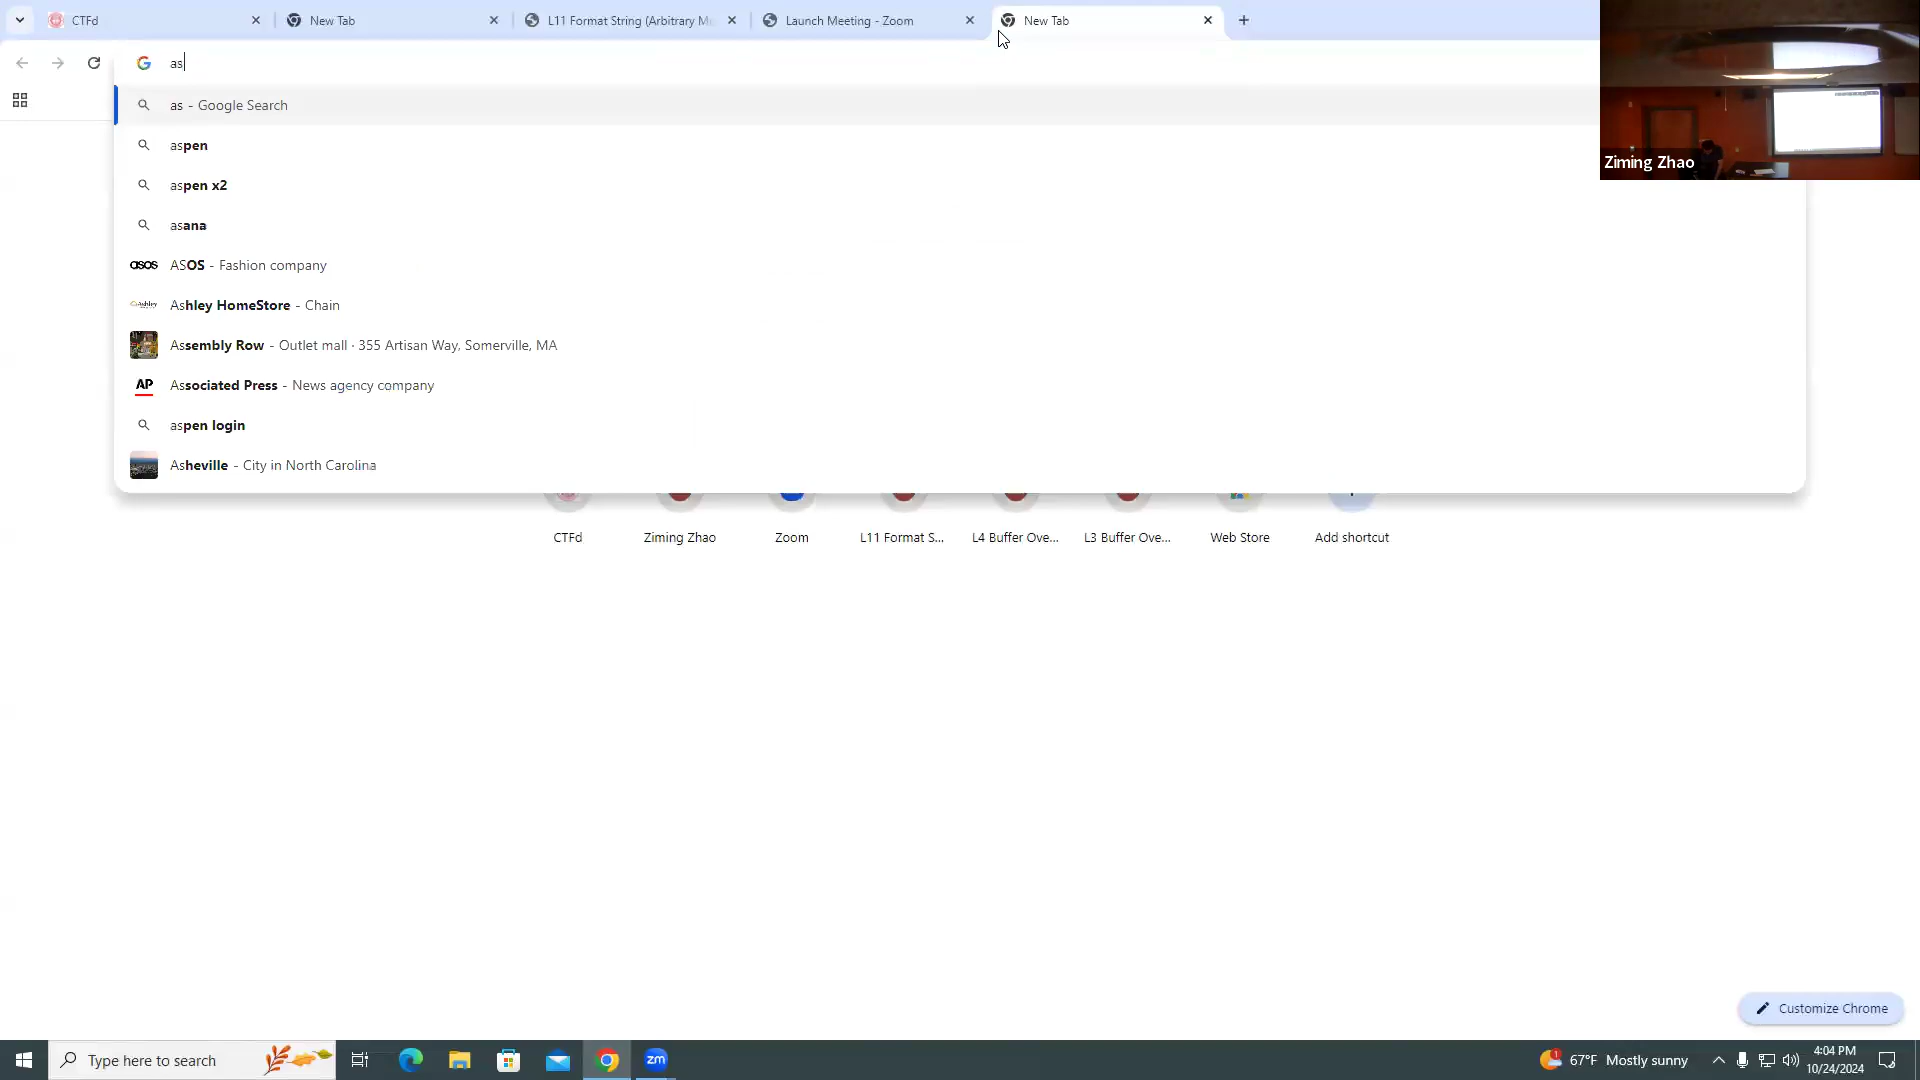 CTFd
New Tab
L11 Format String (Arbitrary M
Launch Meeting - Zoom
New Tab
as
as - Google Search
aspen
aspen x2
asana
asos ASOS - Fashion company
Ashley Ashley HomeStore - Chain
Assembly Row - Outlet mall · 355 Artisan Way, Somerville, MA
AP Associated Press - News agency company
aspen login
Asheville - City in North Carolina
Ziming Zhao
CTFd
Ziming Zhao
Zoom
L11 Format S...
L4 Buffer Ove...
L3 Buffer Ove...
Web Store
Add shortcut
Customize Chrome
Type here to search
zm
1
67°F Mostly sunny
4:04 PM
10/24/2024